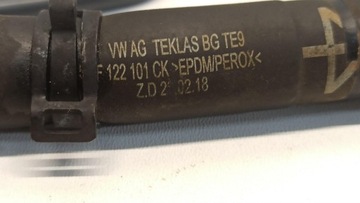 VW AG TEKLAS BG TE9
122 101 CK >EPDM/PEROX<
Z.D 2 .02.18